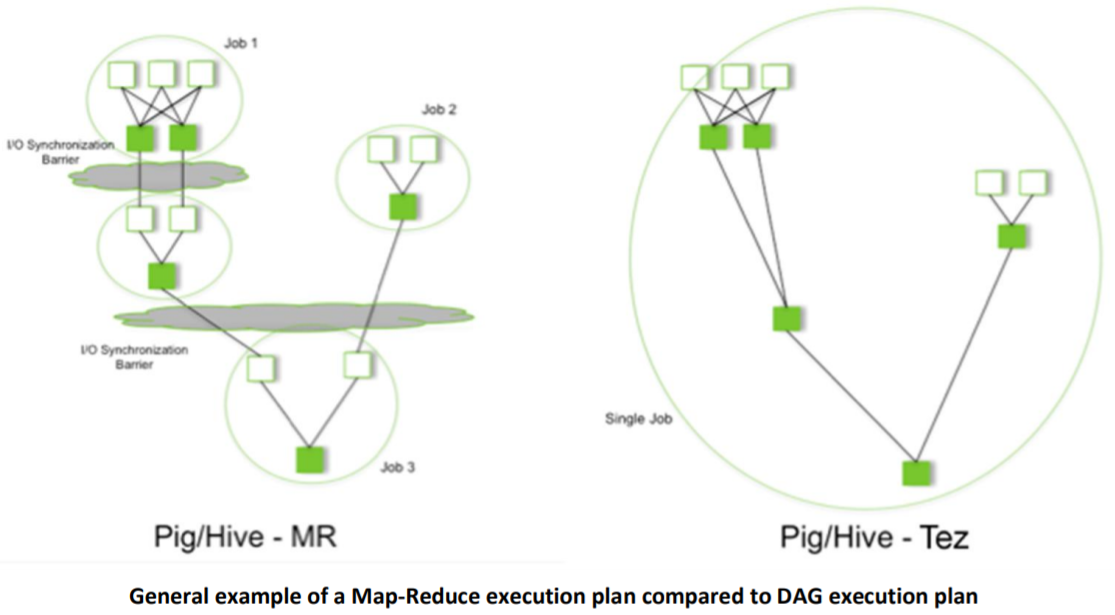 Job 1
Job 2
I/O Synchronization
Barrier
I/O Synchronization
Barrier
Job 3
Single Job
Pig/Hive - MR
Pig/Hive - Tez
General example of a Map-Reduce execution plan compared to DAG execution plan